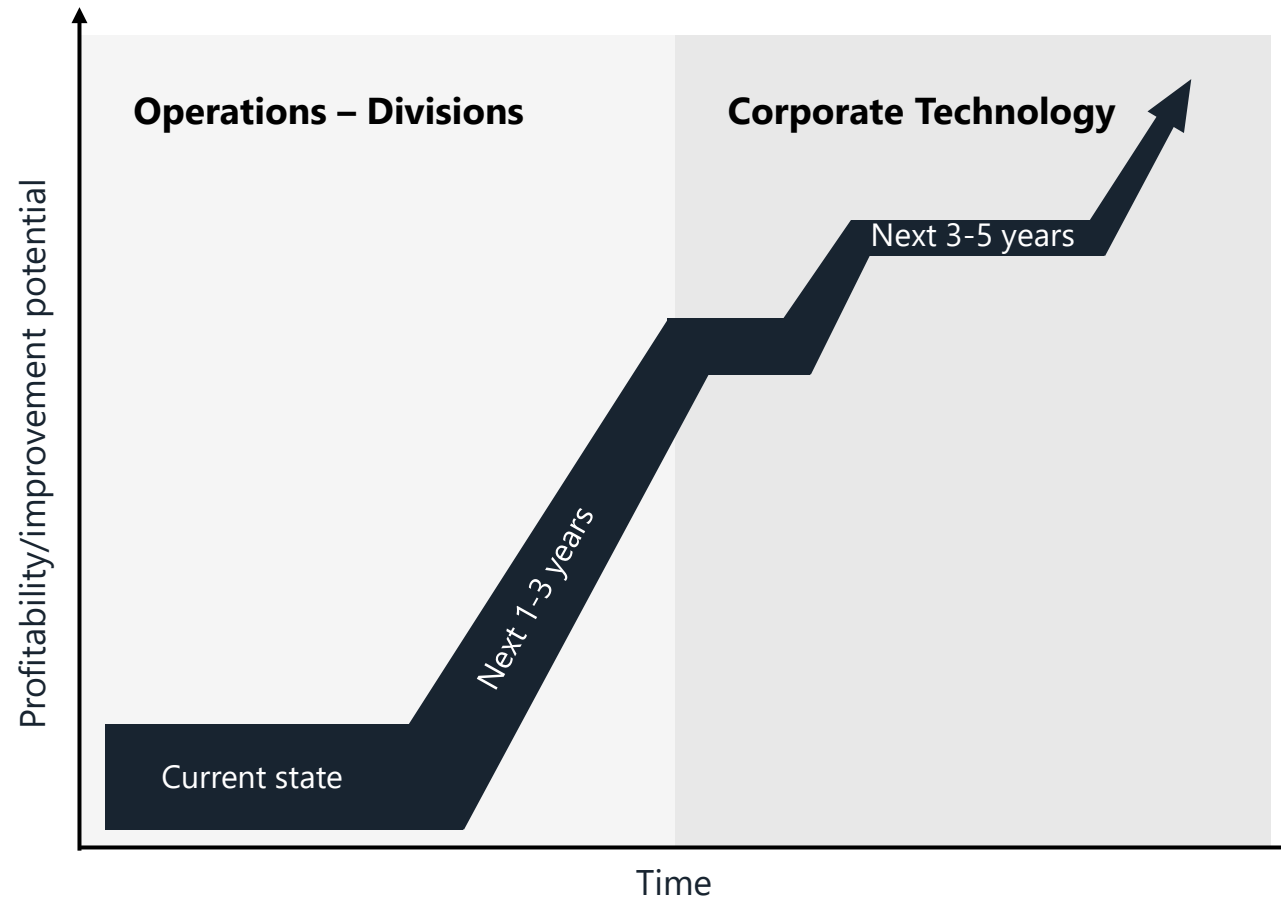 Operations – Divisions
Corporate Technology
Profitability/improvement potential
Next 3-5 years
Next 1-3 years
Current state
Time